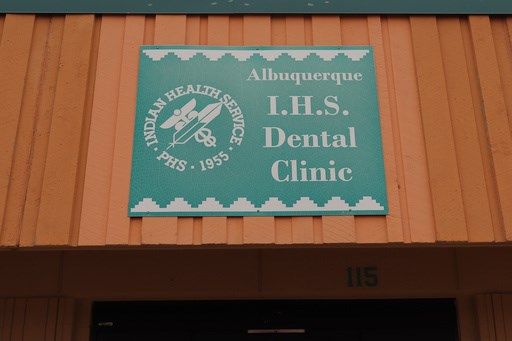 Albuquerque
I.H.S.
Dental
Clinic
INDIAN HEALTH SERVICE
• PHS • 1955 •
115